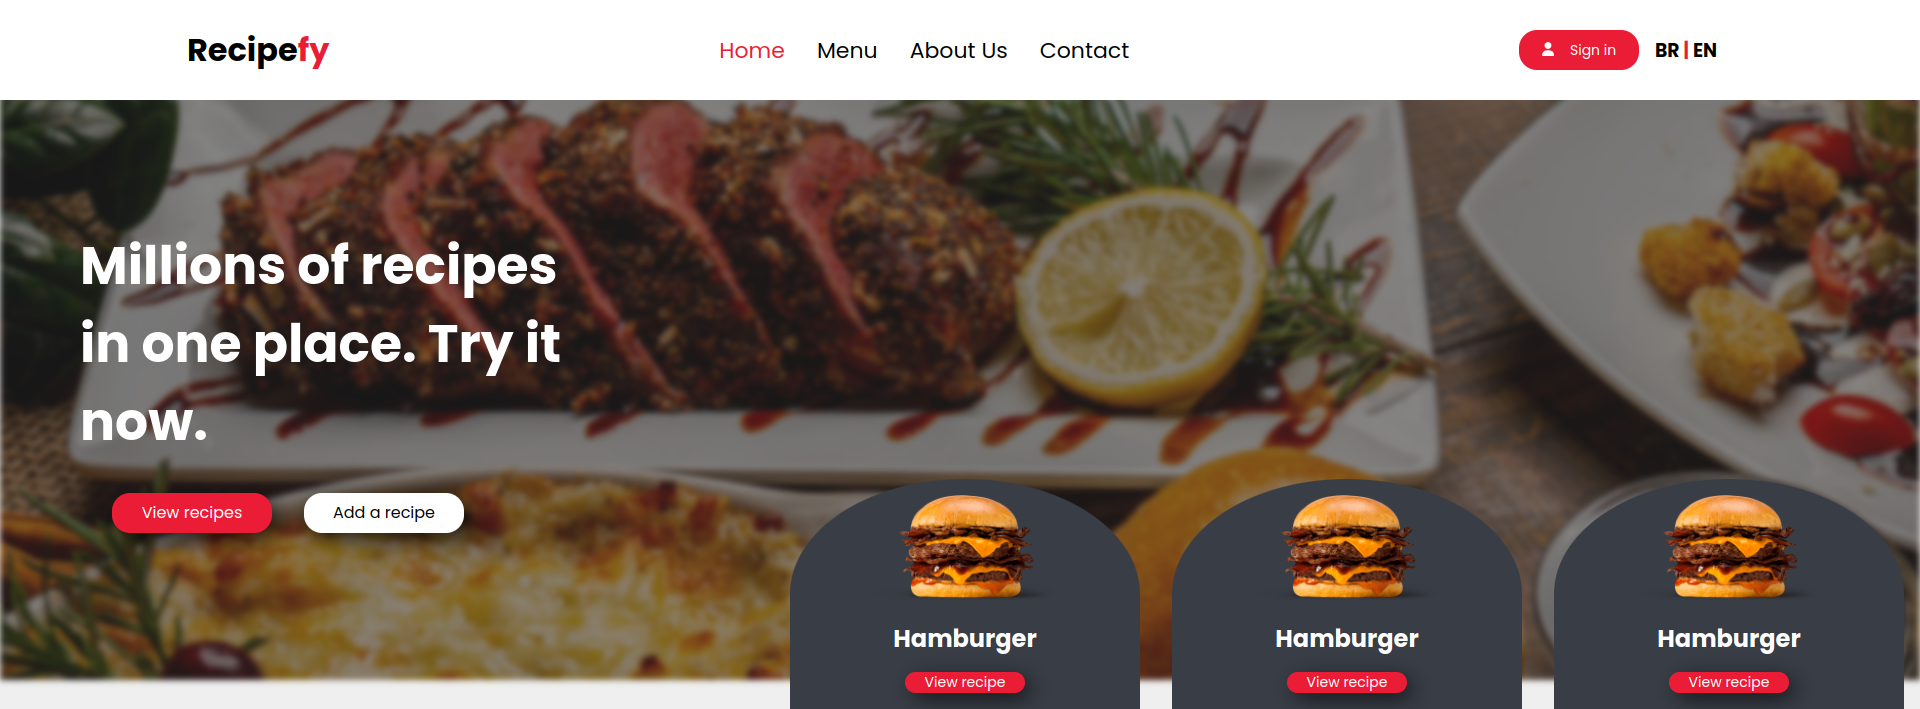 Recipefy
Home Menu About Us Contact
Sign in
BR | EN
Millions of recipes
in one place. Try it
now.
View recipes
Add a recipe
Hamburger
View recipe
Hamburger
View recipe
Hamburger
View recipe